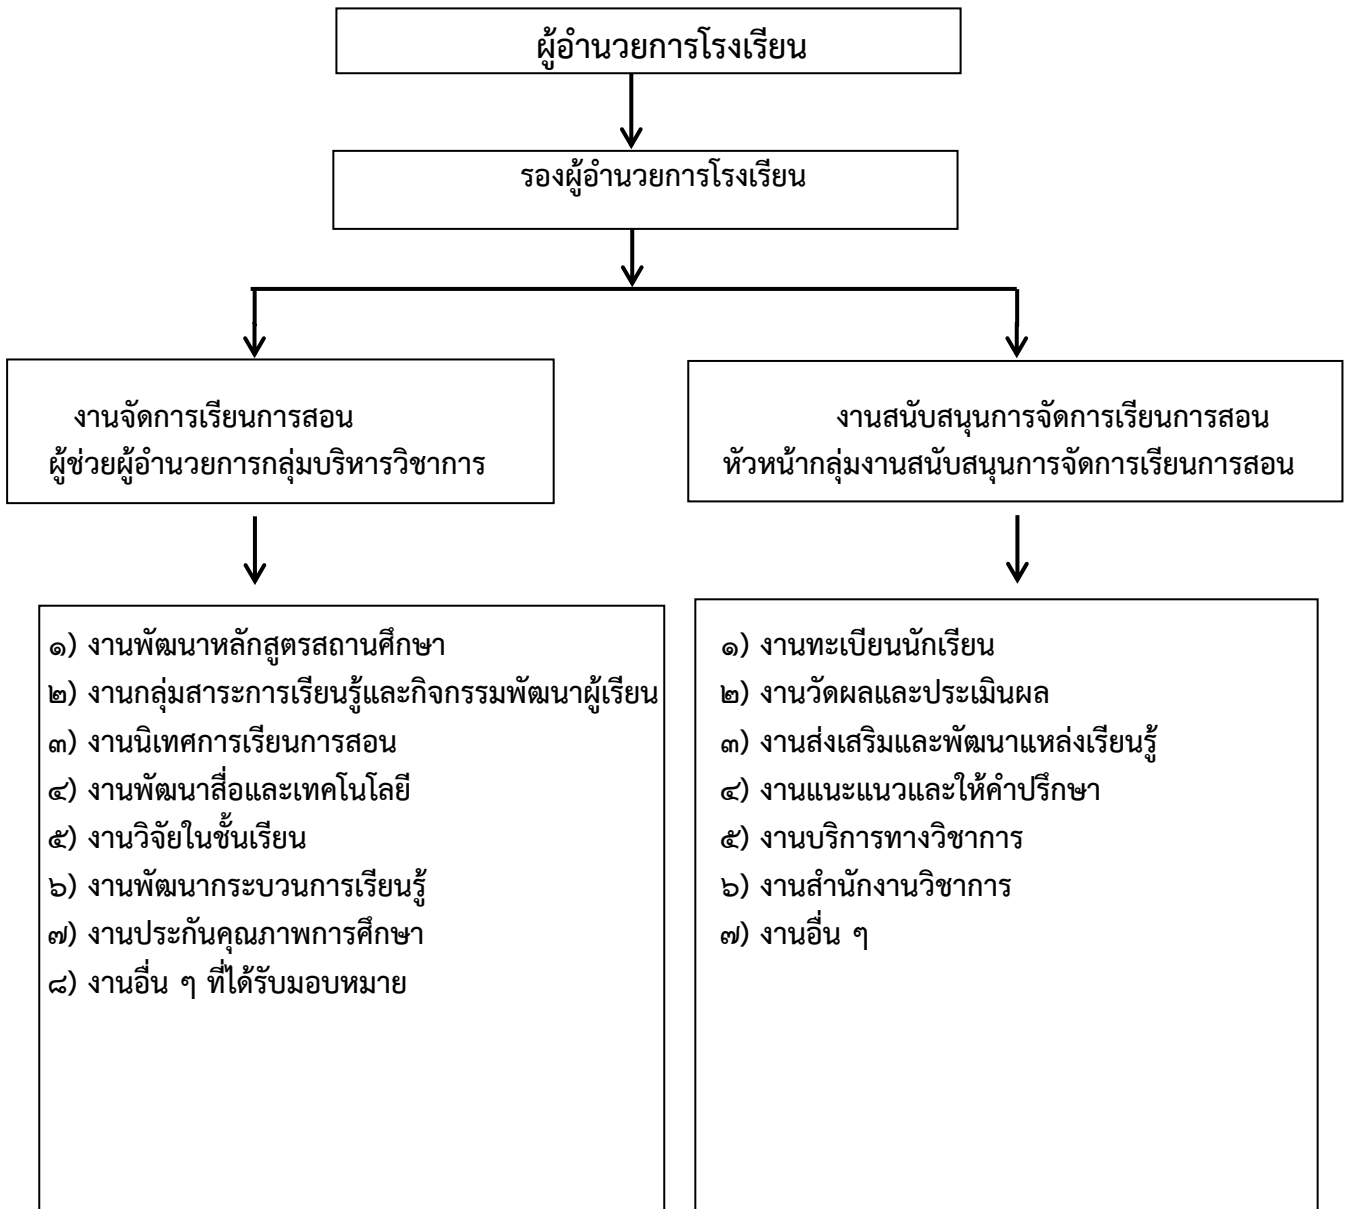 ผู้อำนวยการโรงเรียน
รองผู้อำนวยการโรงเรียน
งานจัดการเรียนการสอน
ผู้ช่วยผู้อำนวยการกลุ่มบริหารวิชาการ
งานสนับสนุนการจัดการเรียนการสอน
หัวหน้ากลุ่มงานสนับสนุนการจัดการเรียนการสอน
๑) งานพัฒนาหลักสูตรสถานศึกษา
๒) งานกลุ่มสาระการเรียนรู้และกิจกรรมพัฒนาผู้เรียน
๓) งานนิเทศการเรียนการสอน
๔) งานพัฒนาสื่อและเทคโนโลยี
๕) งานวิจัยในชั้นเรียน
๖) งานพัฒนากระบวนการเรียนรู้
๗) งานประกันคุณภาพการศึกษา
๘) งานอื่น ๆ ที่ได้รับมอบหมาย
๑) งานทะเบียนนักเรียน
๒) งานวัดผลและประเมินผล
๓) งานส่งเสริมและพัฒนาแหล่งเรียนรู้
๔) งานแนะแนวและให้คำปรึกษา
๕) งานบริการทางวิชาการ
๖) งานสำนักงานวิชาการ
๗) งานอื่น ๆ